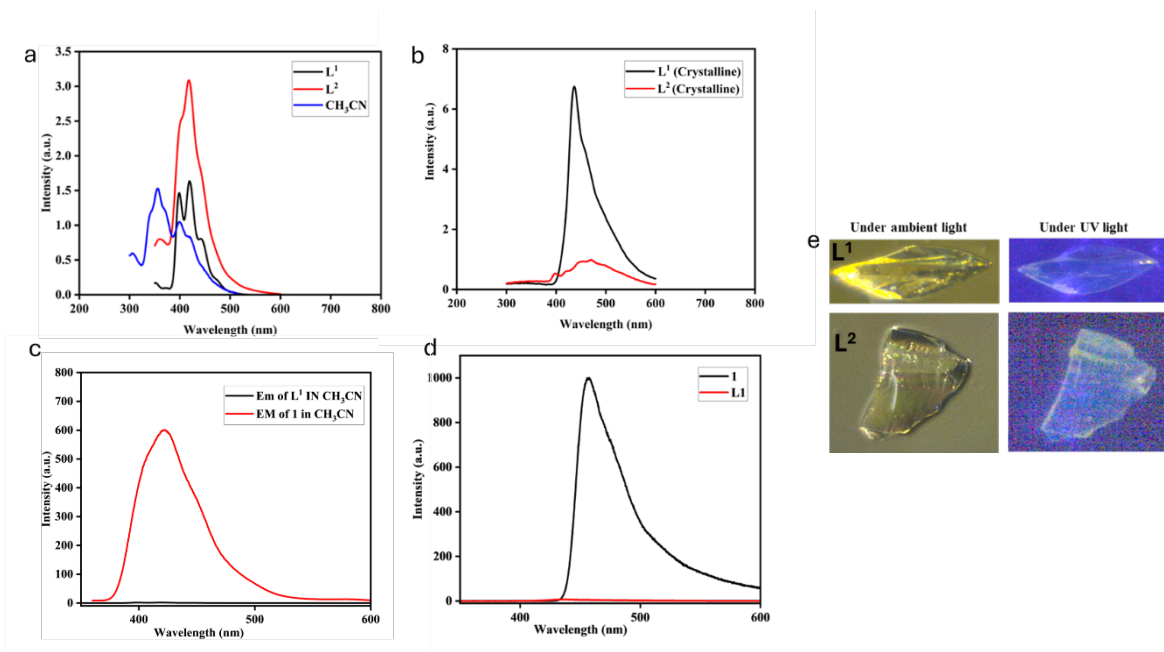 a
3.5
3.0
2.5
2.0
1.5
1.0
0.5
0.0
Intensity (a.u.)
200 300 400 500 600 700 800
Wavelength (nm)
L¹
L²
CH₃CN
b
8
6
4
2
0
Intensity (a.u.)
200 300 400 500 600 700 800
Wavelength (nm)
L¹ (Crystalline)
L² (Crystalline)
c
800
700
600
500
400
300
200
100
0
Intensity (a.u.)
400 500 600
Wavelength (nm)
Em of L¹ IN CH₃CN
EM of 1 in CH₃CN
d
1000
800
600
400
200
0
Intensity (a.u.)
400 500 600
Wavelength (nm)
1
L1
e
Under ambient light Under UV light
L¹
L²